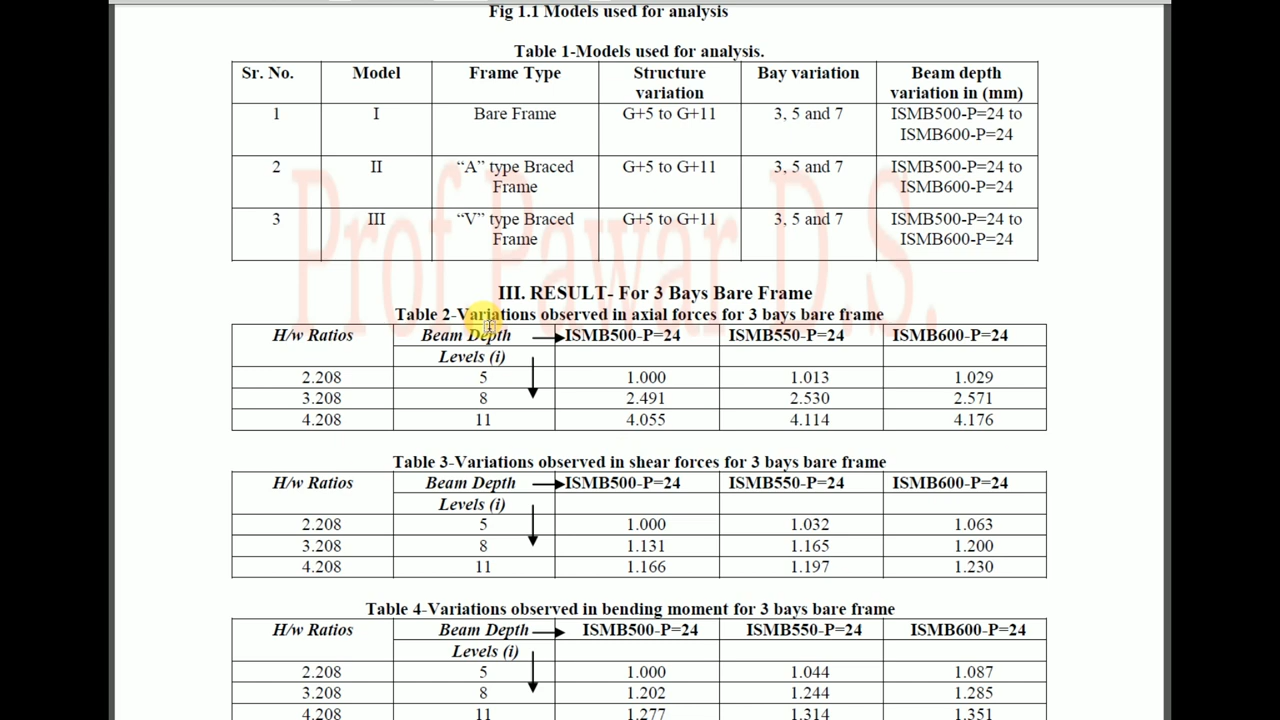 Fig 1.1 Models used for analysis
Table 1-Models used for analysis.
Sr. No. Model Frame Type Structure variation Bay variation Beam depth variation in (mm)
1 I Bare Frame G+5 to G+11 3, 5 and 7 ISMB500-P=24 to ISMB600-P=24
2 II “A” type Braced Frame G+5 to G+11 3, 5 and 7 ISMB500-P=24 to ISMB600-P=24
3 III “V” type Braced Frame G+5 to G+11 3, 5 and 7 ISMB500-P=24 to ISMB600-P=24
Prof Pawar D.S.
III. RESULT- For 3 Bays Bare Frame
Table 2-Variations observed in axial forces for 3 bays bare frame
H/w Ratios Beam Depth ISMB500-P=24 ISMB550-P=24 ISMB600-P=24
Levels (i)
2.208 5 1.000 1.013 1.029
3.208 8 2.491 2.530 2.571
4.208 11 4.055 4.114 4.176
Table 3-Variations observed in shear forces for 3 bays bare frame
H/w Ratios Beam Depth ISMB500-P=24 ISMB550-P=24 ISMB600-P=24
Levels (i)
2.208 5 1.000 1.032 1.063
3.208 8 1.131 1.165 1.200
4.208 11 1.166 1.197 1.230
Table 4-Variations observed in bending moment for 3 bays bare frame
H/w Ratios Beam Depth ISMB500-P=24 ISMB550-P=24 ISMB600-P=24
Levels (i)
2.208 5 1.000 1.044 1.087
3.208 8 1.202 1.244 1.285
4.208 11 1.277 1.314 1.351